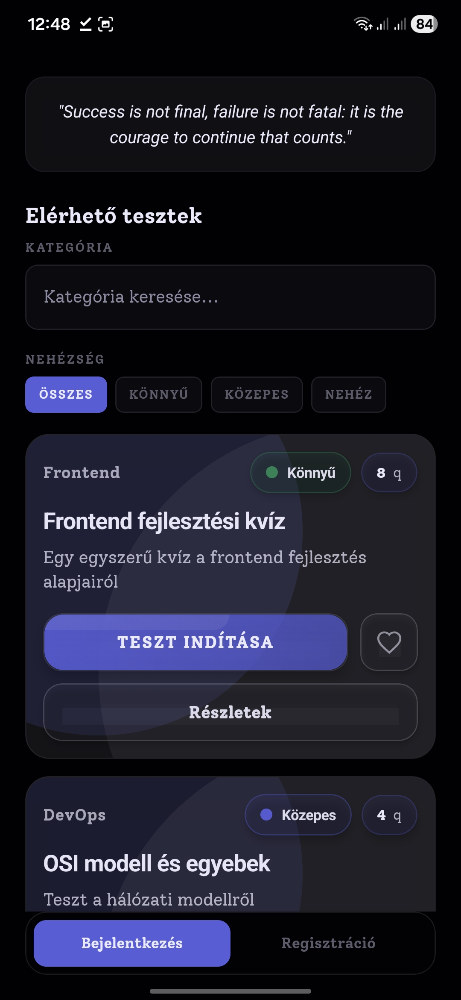 12:48
84
"Success is not final, failure is not fatal: it is the
courage to continue that counts."
Elérhető tesztek
KATEGÓRIA
Kategória keresése...
NEHÉZSÉG
ÖSSZES
KÖNNYŰ
KÖZEPES
NEHÉZ
Frontend
Könnyű
8 q
Frontend fejlesztési kvíz
Egy egyszerű kvíz a frontend fejlesztés
alapjairól
TESZT INDÍTÁSA
Részletek
DevOps
Közepes
4 q
OSI modell és egyebek
Teszt a hálózati modellről
Bejelentkezés
Regisztráció